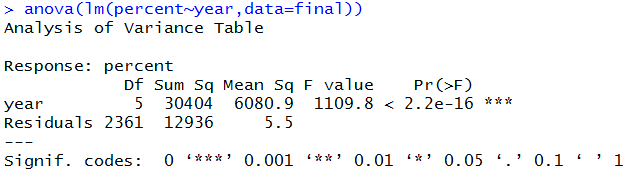 > anova(lm(percent~year,data=final))
Analysis of Variance Table

Response: percent
            Df Sum Sq Mean Sq F value    Pr(>F)
year         5  30404  6080.9  1109.8 < 2.2e-16 ***
Residuals 2361  12936     5.5
---
Signif. codes:  0 ‘***’ 0.001 ‘**’ 0.01 ‘*’ 0.05 ‘.’ 0.1 ‘ ’ 1